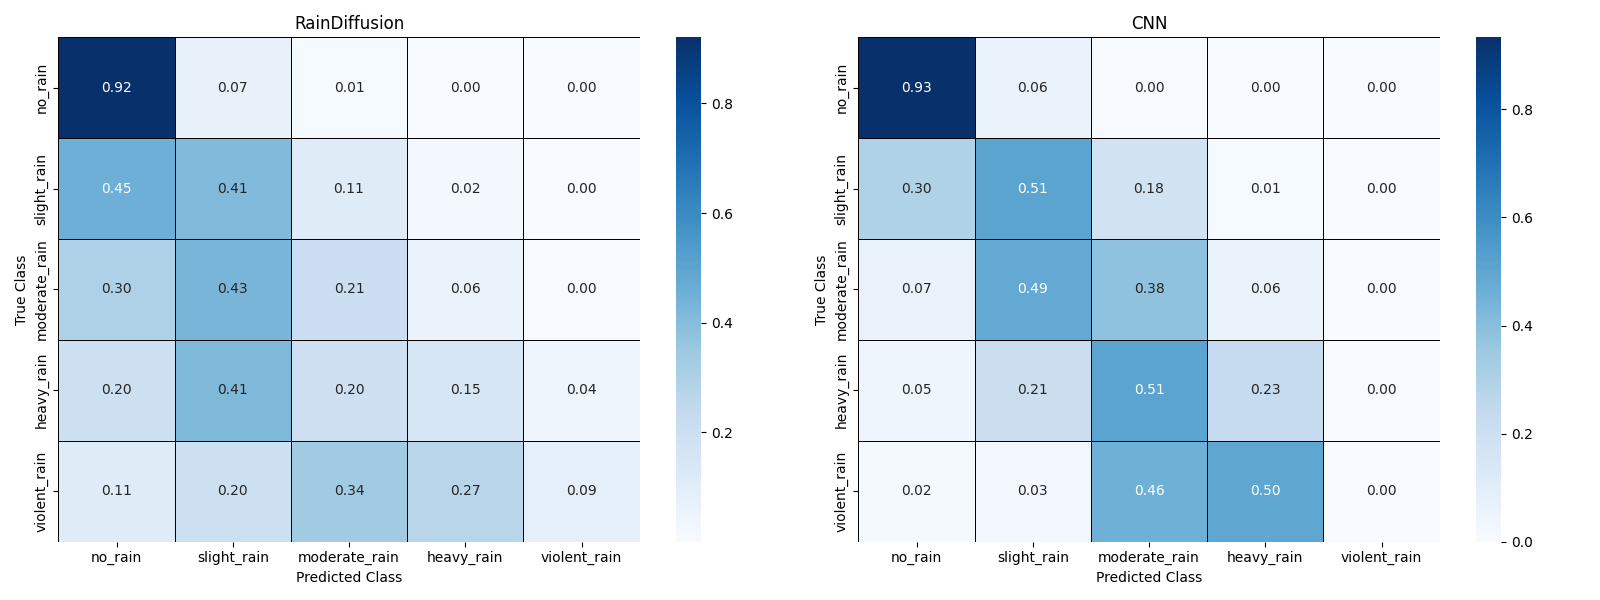 RainDiffusion
no_rain 0.92 0.07 0.01 0.00 0.00
slight_rain 0.45 0.41 0.11 0.02 0.00
moderate_rain 0.30 0.43 0.21 0.06 0.00
heavy_rain 0.20 0.41 0.20 0.15 0.04
violent_rain 0.11 0.20 0.34 0.27 0.09
True Class
no_rain slight_rain moderate_rain heavy_rain violent_rain
Predicted Class
0.8
0.6
0.4
0.2
CNN
no_rain 0.93 0.06 0.00 0.00 0.00
slight_rain 0.30 0.51 0.18 0.01 0.00
moderate_rain 0.07 0.49 0.38 0.06 0.00
heavy_rain 0.05 0.21 0.51 0.23 0.00
violent_rain 0.02 0.03 0.46 0.50 0.00
True Class
no_rain slight_rain moderate_rain heavy_rain violent_rain
Predicted Class
0.8
0.6
0.4
0.2
0.0